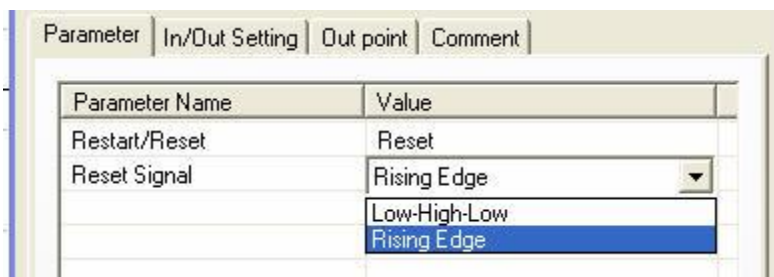 Parameter In/Out Setting Out point Comment
Parameter Name Value
Restart/Reset Reset
Reset Signal Rising Edge
Low-High-Low
Rising Edge